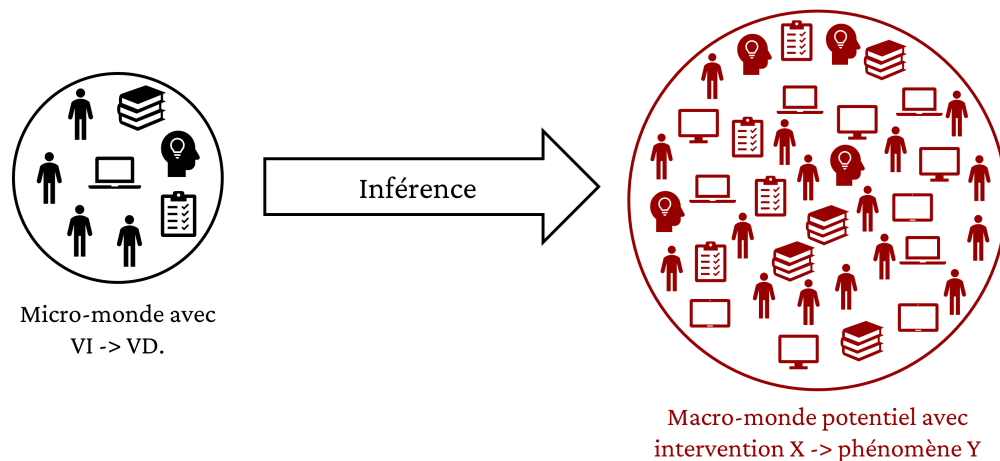 Inférence
Micro-monde avec
VI -> VD.
Macro-monde potentiel avec
intervention X -> phénomène Y